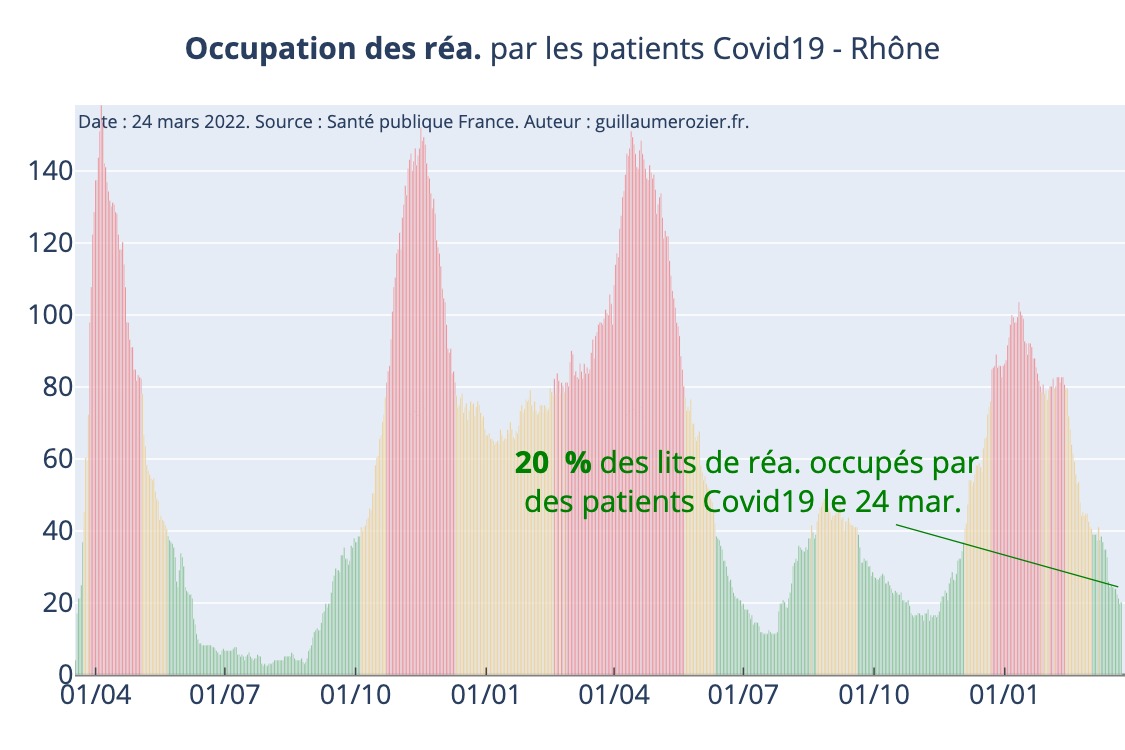 Occupation des réa. par les patients Covid19 - Rhône
Date : 24 mars 2022. Source : Santé publique France. Auteur : guillaumerozier.fr.
140
120
100
80
60
20 % des lits de réa. occupés par
des patients Covid19 le 24 mar.
40
20
0
01/04 01/07 01/10 01/01 01/04 01/07 01/10 01/01